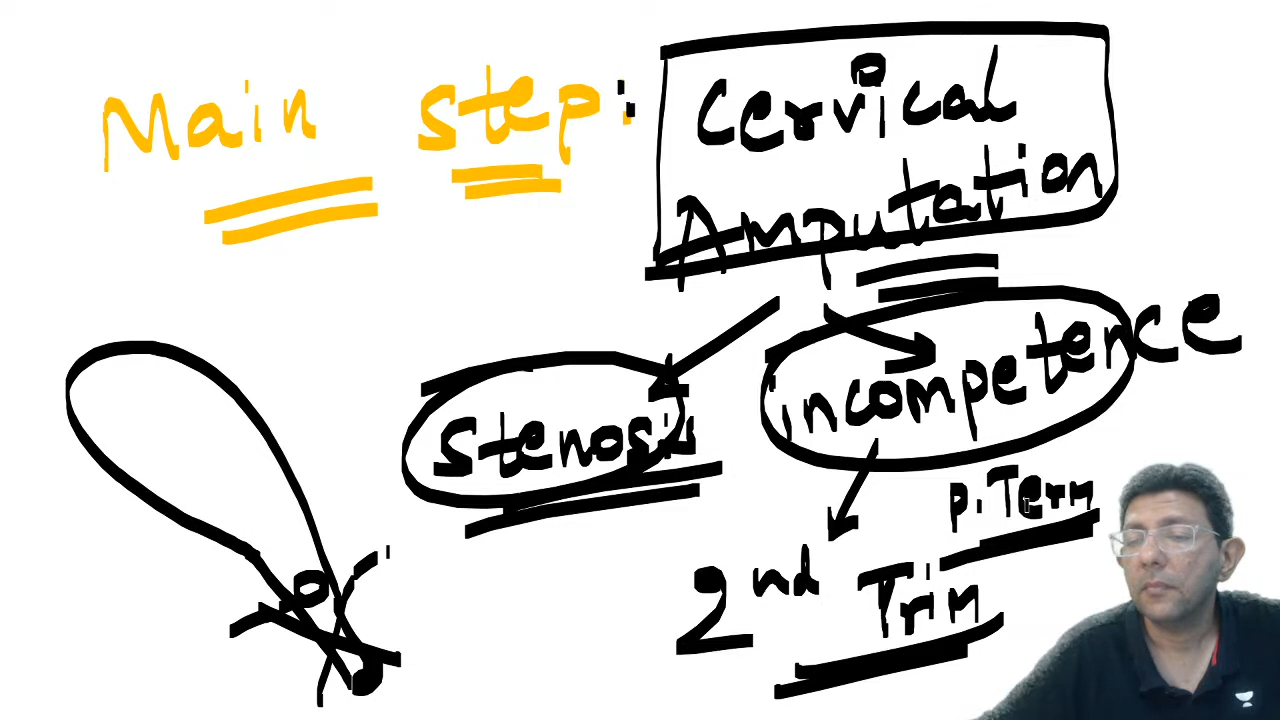 Main step:
Cervical
Amputation
stenosis
incompetence
p. Term
2nd Trim